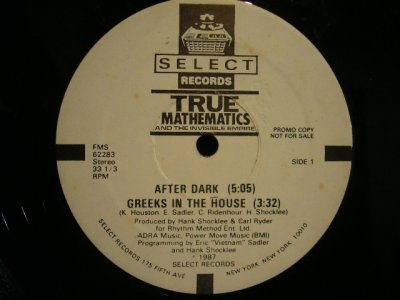 SELECT
RECORDS
TRUE
MATHEMATICS
AND THE INVISIBLE EMPIRE
PROMO COPY
NOT FOR SALE
FMS
62283
Stereo
33 1/3
RPM
SIDE 1
AFTER DARK (5:05)
GREEKS IN THE HOUSE (3:32)
(K. Houston, E. Sadler, C. Ridenhour, H. Shocklee)
Produced by Hank Shocklee & Carl Ryder
for Rhythm Method Ent. Ltd.
ADRA Music, Power Move Music (BMI)
Programming by Eric "Vietnam" Sadler
and Hank Shocklee
© 1987
SELECT RECORDS
SELECT RECORDS 175 FIFTH AVE NEW YORK, NEW YORK 10010